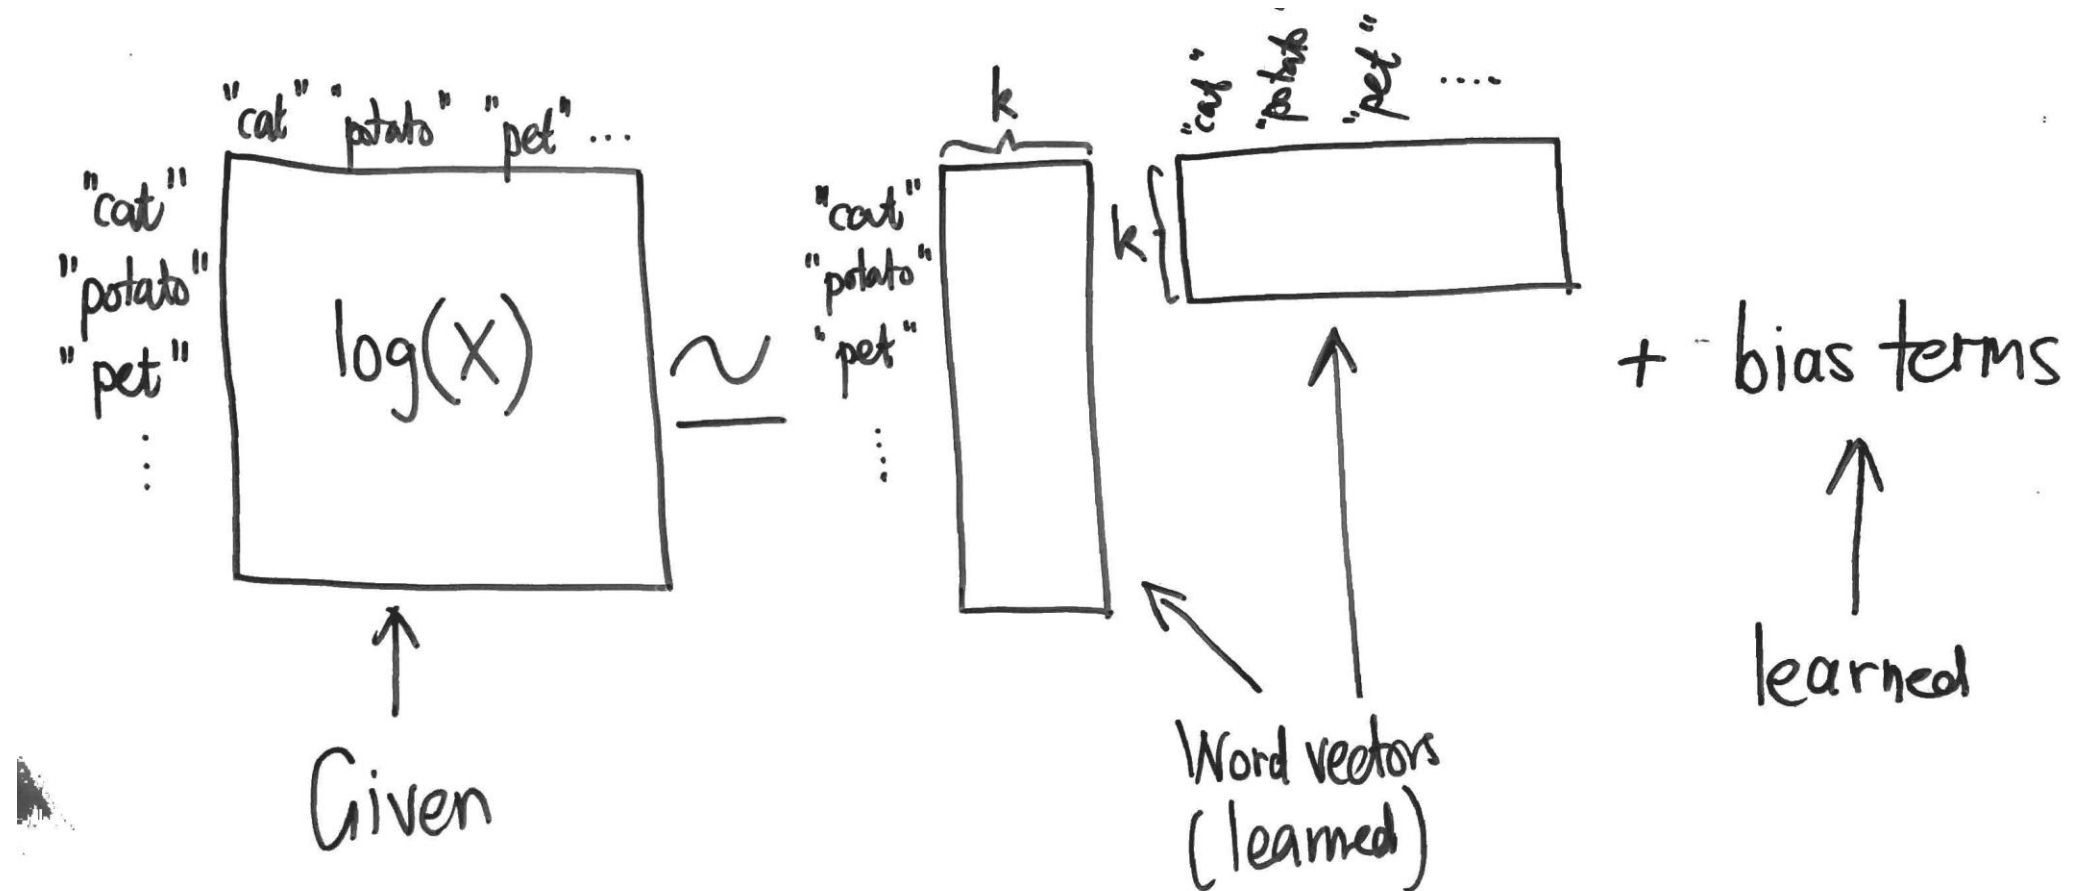 "cat" "potato" "pet" ...
"cat"
"potato"
"pet"
⋮
log(X)
≃
k
"cat"
"potato"
"pet"
⋮
k
"cat" "potato" "pet" ....
+ bias terms
Given
Word vectors
(learned)
learned